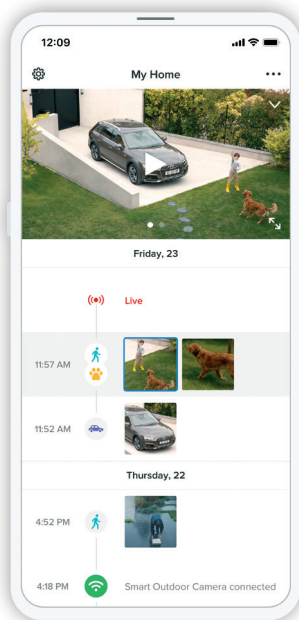 12:09
My Home
Friday, 23
Live
11:57 AM
11:52 AM
Thursday, 22
4:52 PM
4:18 PM
Smart Outdoor Camera connected